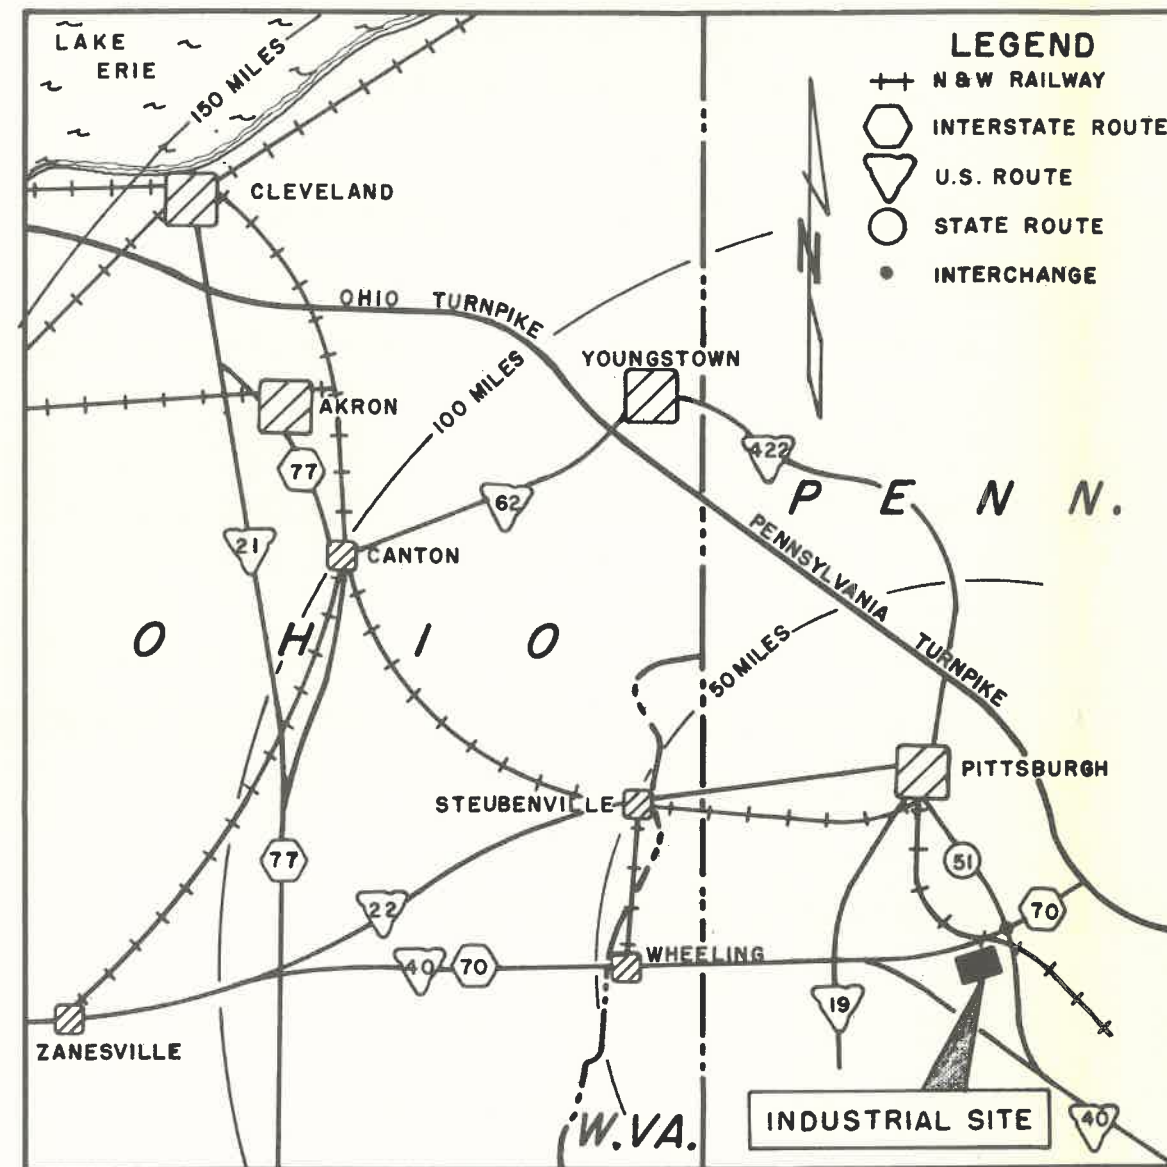 LAKE
ERIE
150 MILES
LEGEND
N&W RAILWAY
INTERSTATE ROUTE
U.S. ROUTE
STATE ROUTE
INTERCHANGE
N
CLEVELAND
OHIO TURNPIKE
YOUNGSTOWN
100 MILES
AKRON
77
422
62
PENN.
21
CANTON
PENNSYLVANIA TURNPIKE
OHIO
50 MILES
PITTSBURGH
STEUBENVILLE
77
51
22
70
WHEELING
40
70
19
ZANESVILLE
W.VA.
INDUSTRIAL SITE
40